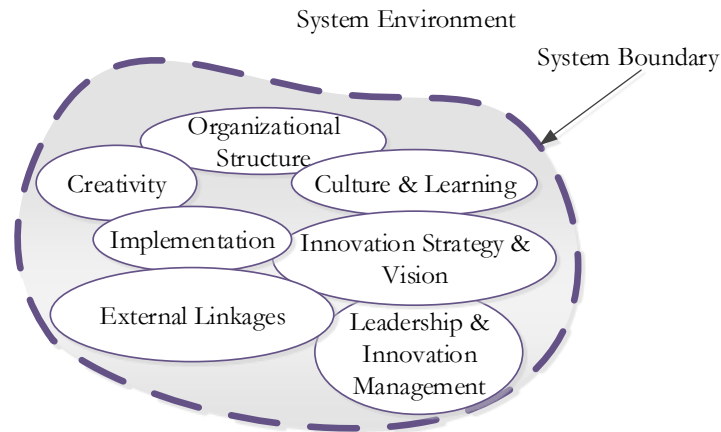 System Environment
System Boundary
Organizational
Structure
Creativity
Culture & Learning
Implementation
Innovation Strategy &
Vision
External Linkages
Leadership &
Innovation
Management